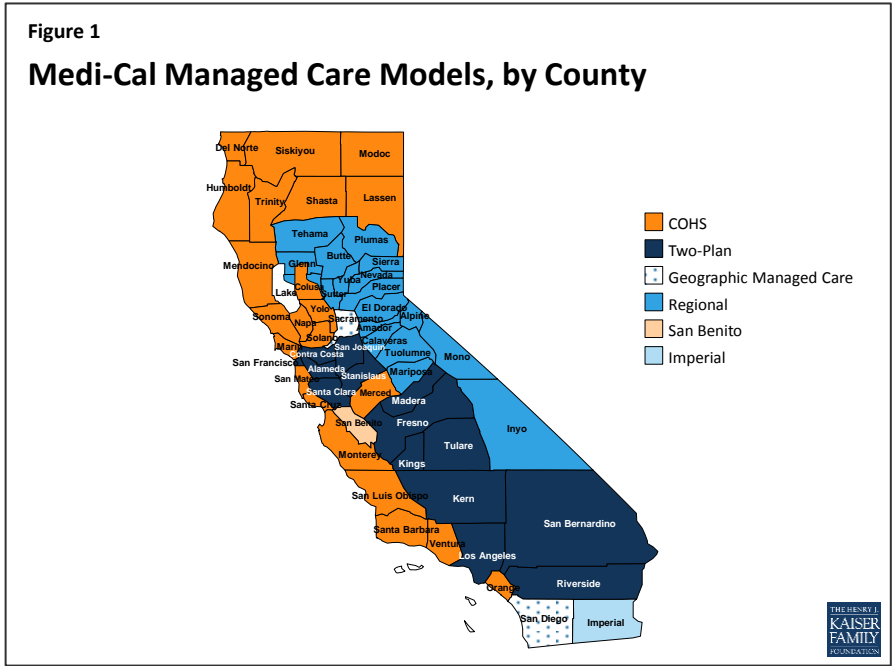 Figure 1
Medi-Cal Managed Care Models, by County
Del Norte
Siskiyou
Modoc
Humboldt
Trinity
Shasta
Lassen
Tehama
Plumas
Mendocino
Glenn
Butte
Sierra
Lake
Colusa
Sutter
Yuba
Nevada
Placer
Sonoma
Napa
Yolo
Sacramento
El Dorado
Alpine
Solano
Amador
Marin
Contra Costa
San Joaquin
Calaveras
Tuolumne
Mono
San Francisco
Alameda
Stanislaus
Mariposa
San Mateo
Santa Clara
Merced
Madera
Santa Cruz
San Benito
Fresno
Inyo
Monterey
Kings
Tulare
San Luis Obispo
Kern
San Bernardino
Santa Barbara
Ventura
Los Angeles
Orange
Riverside
San Diego
Imperial
COHS
Two-Plan
Geographic Managed Care
Regional
San Benito
Imperial
THE HENRY J.
KAISER
FAMILY
FOUNDATION